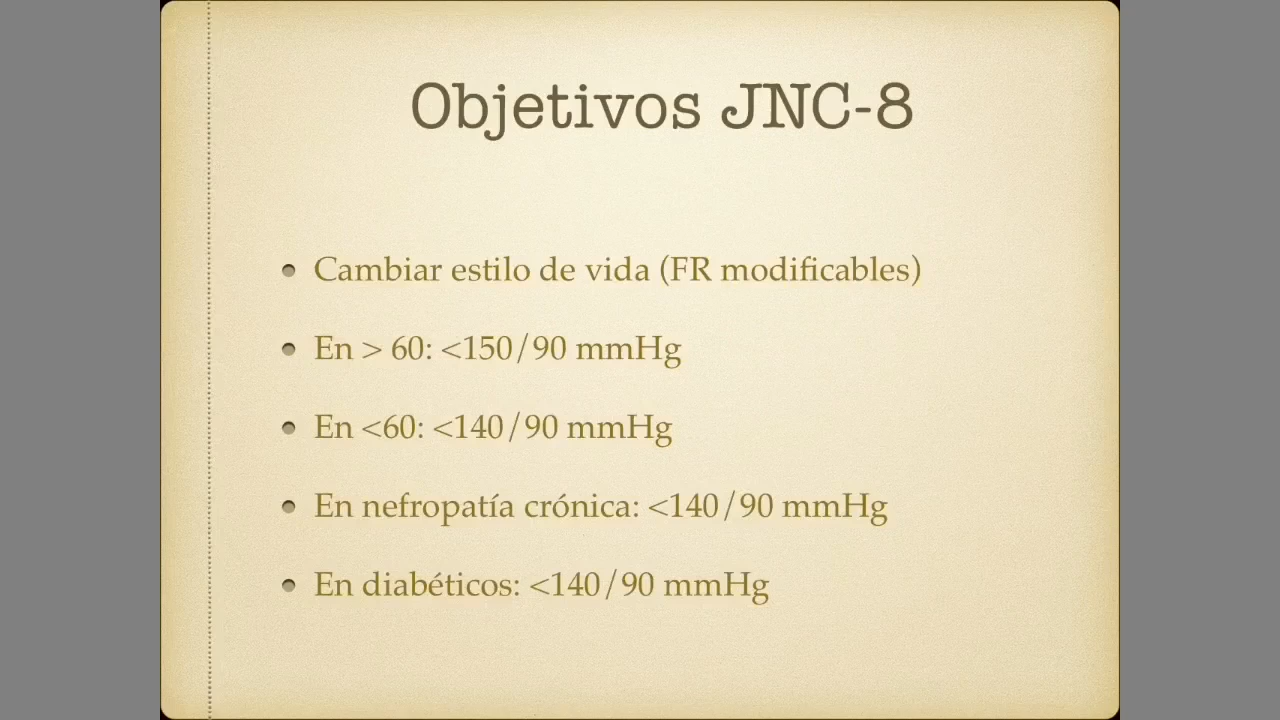 Objetivos JNC-8
Cambiar estilo de vida (FR modificables)
En > 60: <150/90 mmHg
En <60: <140/90 mmHg
En nefropatía crónica: <140/90 mmHg
En diabéticos: <140/90 mmHg